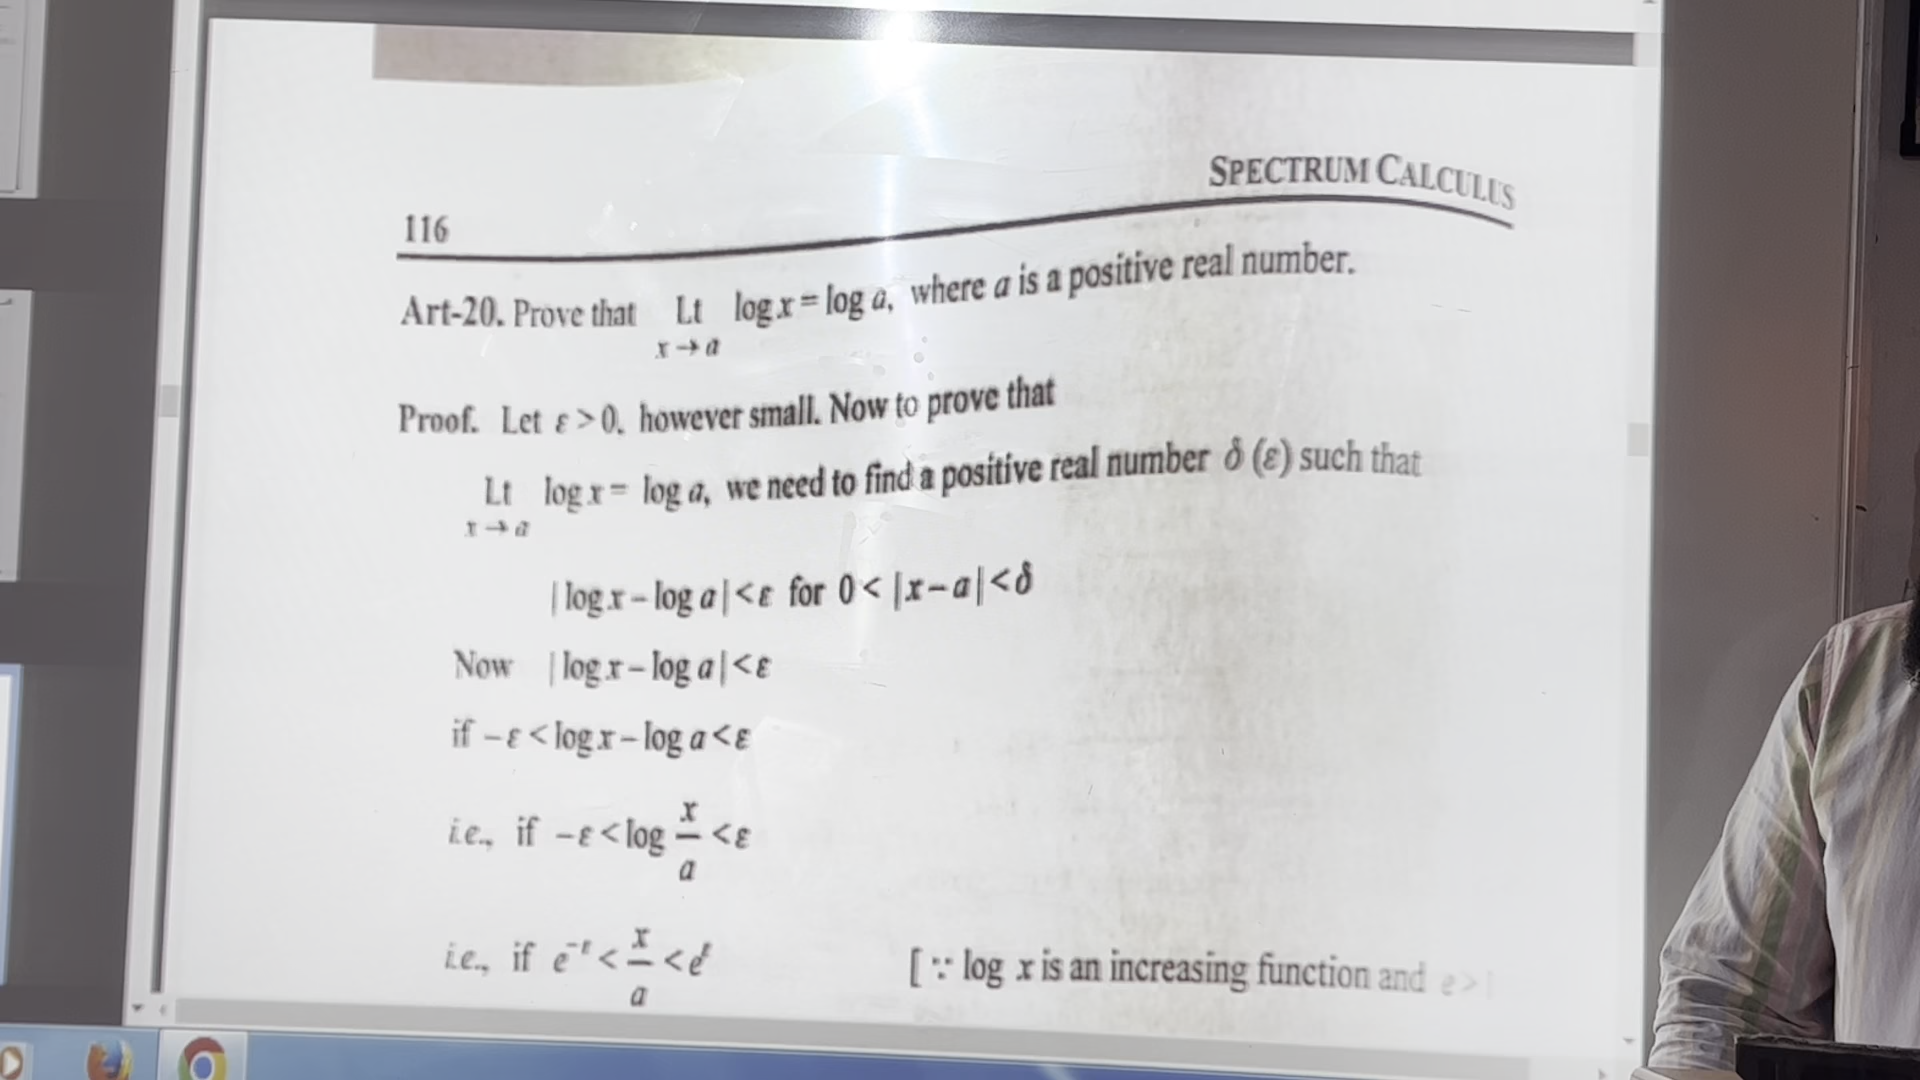 SPECTRUM CALCULUS
116
Art-20. Prove that Lt log x = log a, where a is a positive real number.
x → a
Proof. Let ε > 0, however small. Now to prove that
Lt log x = log a, we need to find a positive real number δ (ε) such that
x → a
| log x – log a | < ε for 0 < | x – a | < δ
Now | log x – log a | < ε
if – ε < log x – log a < ε
i.e., if – ε < log x/a < ε
i.e., if e^–ε < x/a < e^ε [ ∵ log x is an increasing function and e >